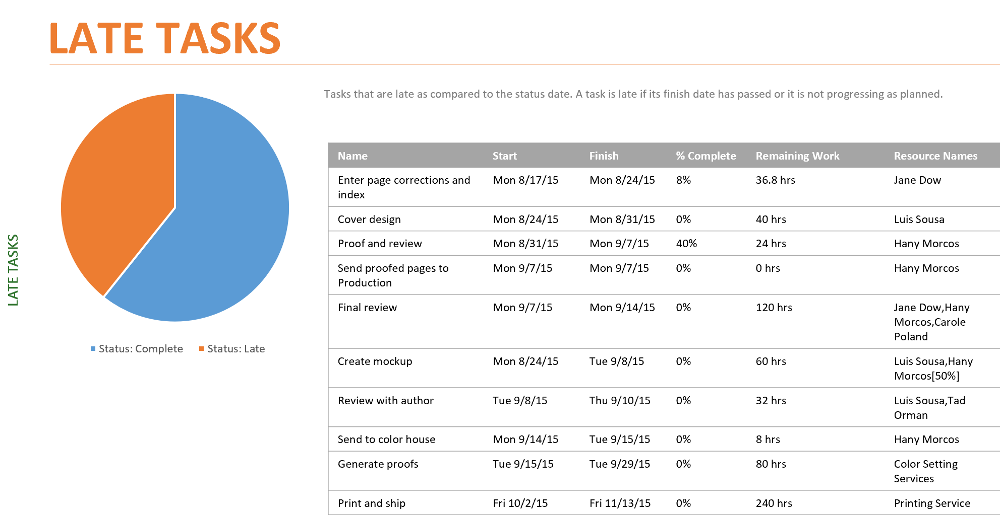 LATE TASKS
Tasks that are late as compared to the status date. A task is late if its finish date has passed or it is not progressing as planned.
LATE TASKS
Status: Complete Status: Late
Name Start Finish % Complete Remaining Work Resource Names
Enter page corrections and Mon 8/17/15 Mon 8/24/15 8% 36.8 hrs Jane Dow
index
Cover design Mon 8/24/15 Mon 8/31/15 0% 40 hrs Luis Sousa
Proof and review Mon 8/31/15 Mon 9/7/15 40% 24 hrs Hany Morcos
Send proofed pages to Mon 9/7/15 Mon 9/7/15 0% 0 hrs Hany Morcos
Production
Final review Mon 9/7/15 Mon 9/14/15 0% 120 hrs Jane Dow,Hany
Morcos,Carole
Poland
Create mockup Mon 8/24/15 Tue 9/8/15 0% 60 hrs Luis Sousa,Hany
Morcos[50%]
Review with author Tue 9/8/15 Thu 9/10/15 0% 32 hrs Luis Sousa,Tad
Orman
Send to color house Mon 9/14/15 Tue 9/15/15 0% 8 hrs Hany Morcos
Generate proofs Tue 9/15/15 Tue 9/29/15 0% 80 hrs Color Setting
Services
Print and ship Fri 10/2/15 Fri 11/13/15 0% 240 hrs Printing Service